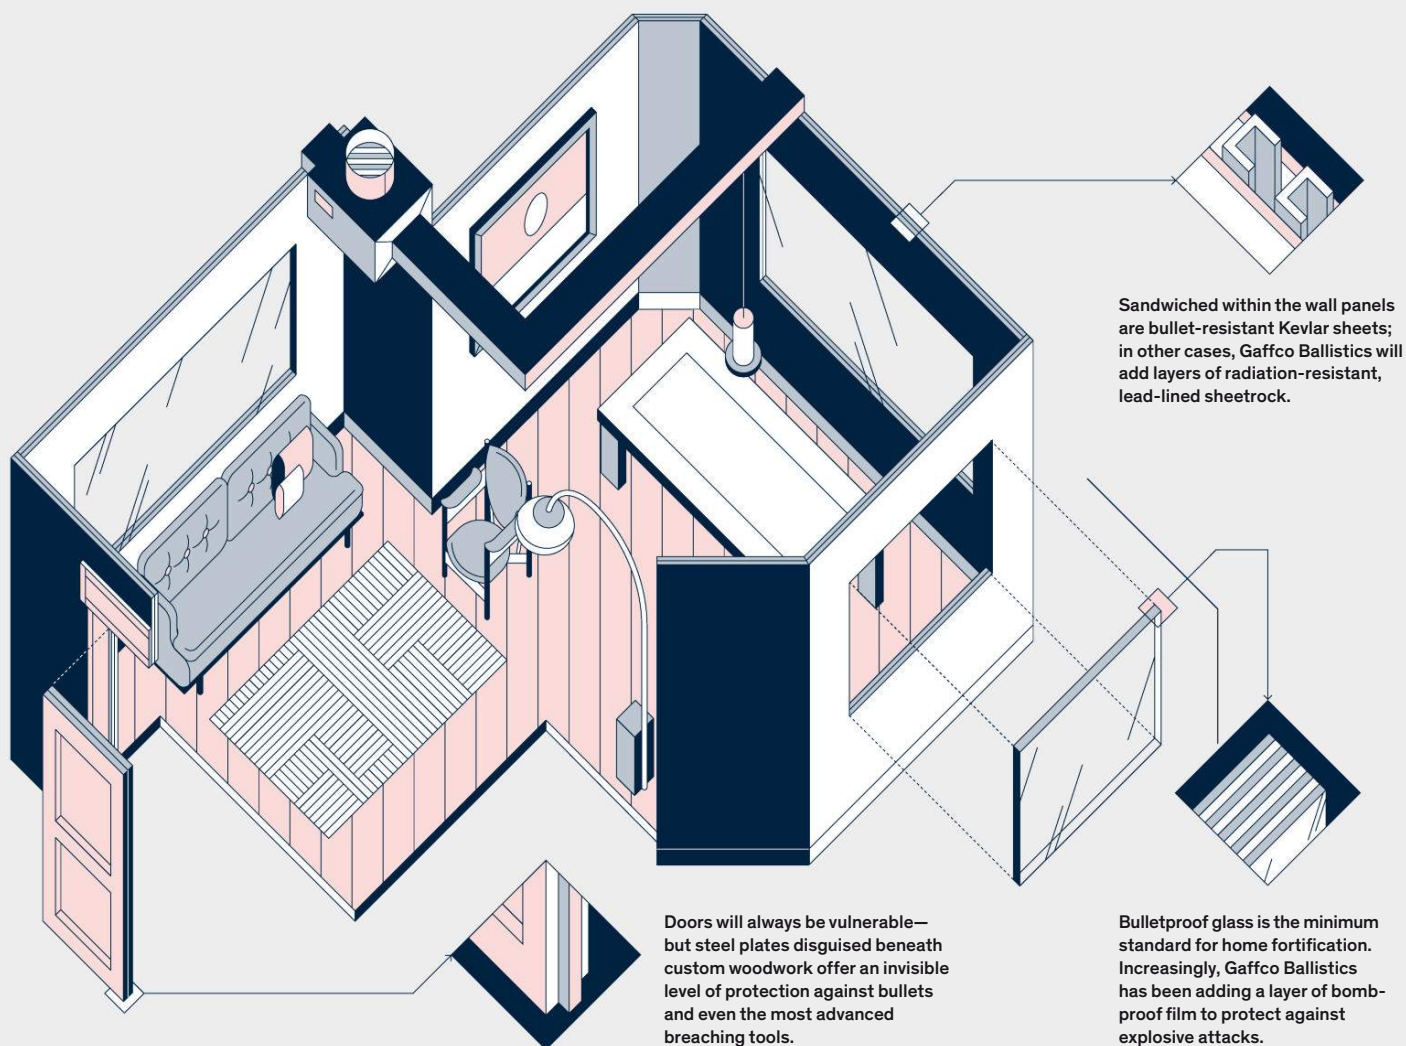 Sandwiched within the wall panels
are bullet-resistant Kevlar sheets;
in other cases, Gaffco Ballistics will
add layers of radiation-resistant,
lead-lined sheetrock.
Doors will always be vulnerable—
but steel plates disguised beneath
custom woodwork offer an invisible
level of protection against bullets
and even the most advanced
breaching tools.
Bulletproof glass is the minimum
standard for home fortification.
Increasingly, Gaffco Ballistics
has been adding a layer of bomb-
proof film to protect against
explosive attacks.